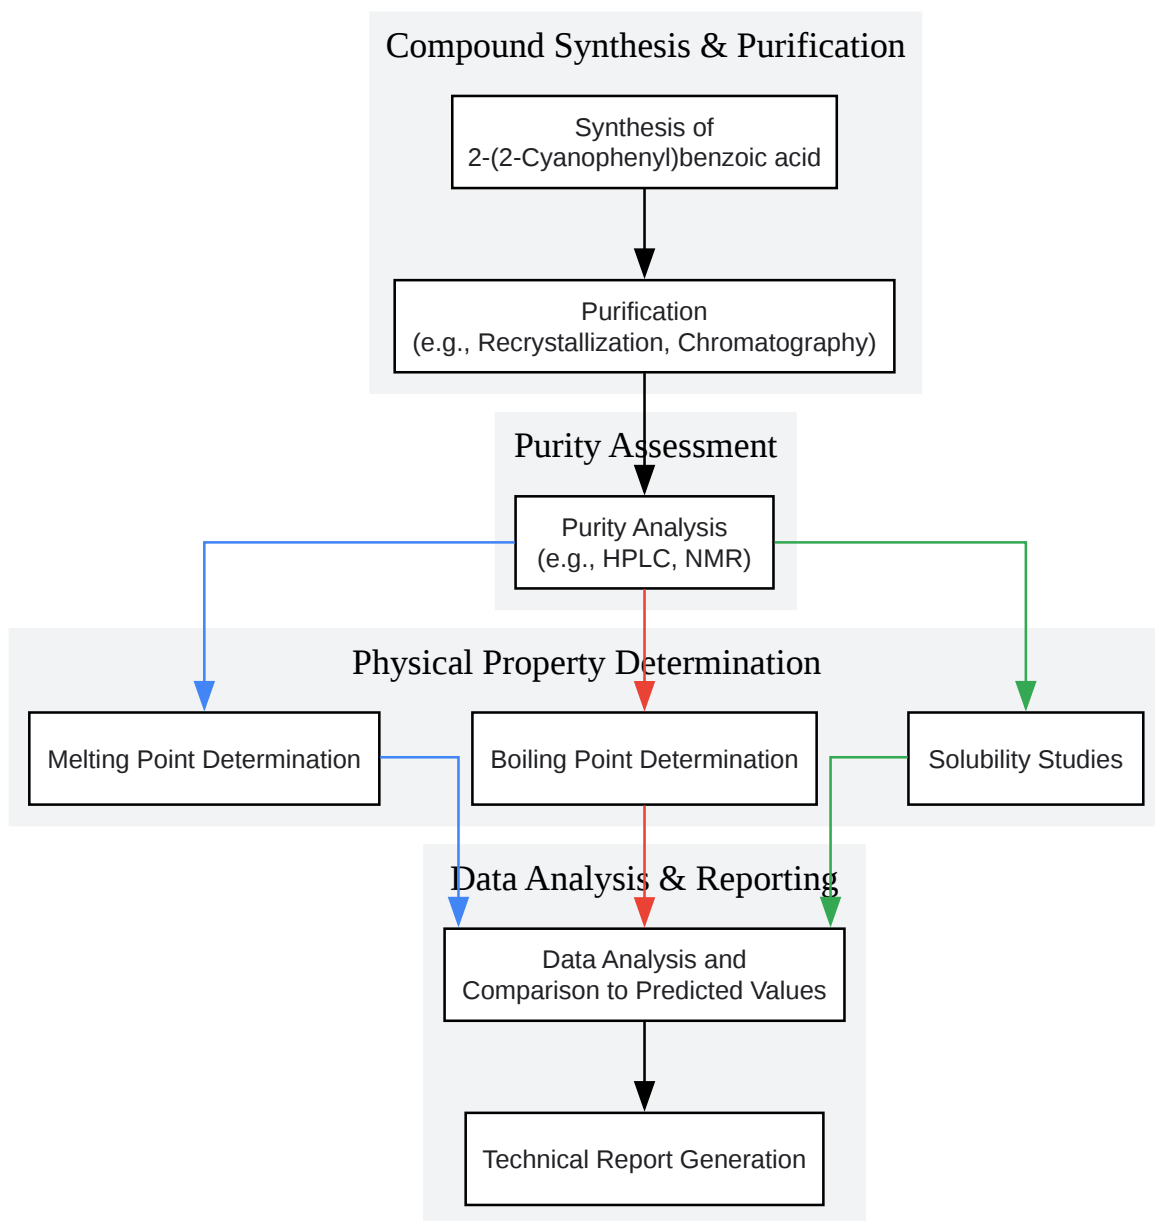 Compound Synthesis & Purification
Synthesis of
2-(2-Cyanophenyl)benzoic acid
Purification
(e.g., Recrystallization, Chromatography)
Purity Assessment
Purity Analysis
(e.g., HPLC, NMR)
Physical Property Determination
Melting Point Determination
Boiling Point Determination
Solubility Studies
Data Analysis & Reporting
Data Analysis and
Comparison to Predicted Values
Technical Report Generation